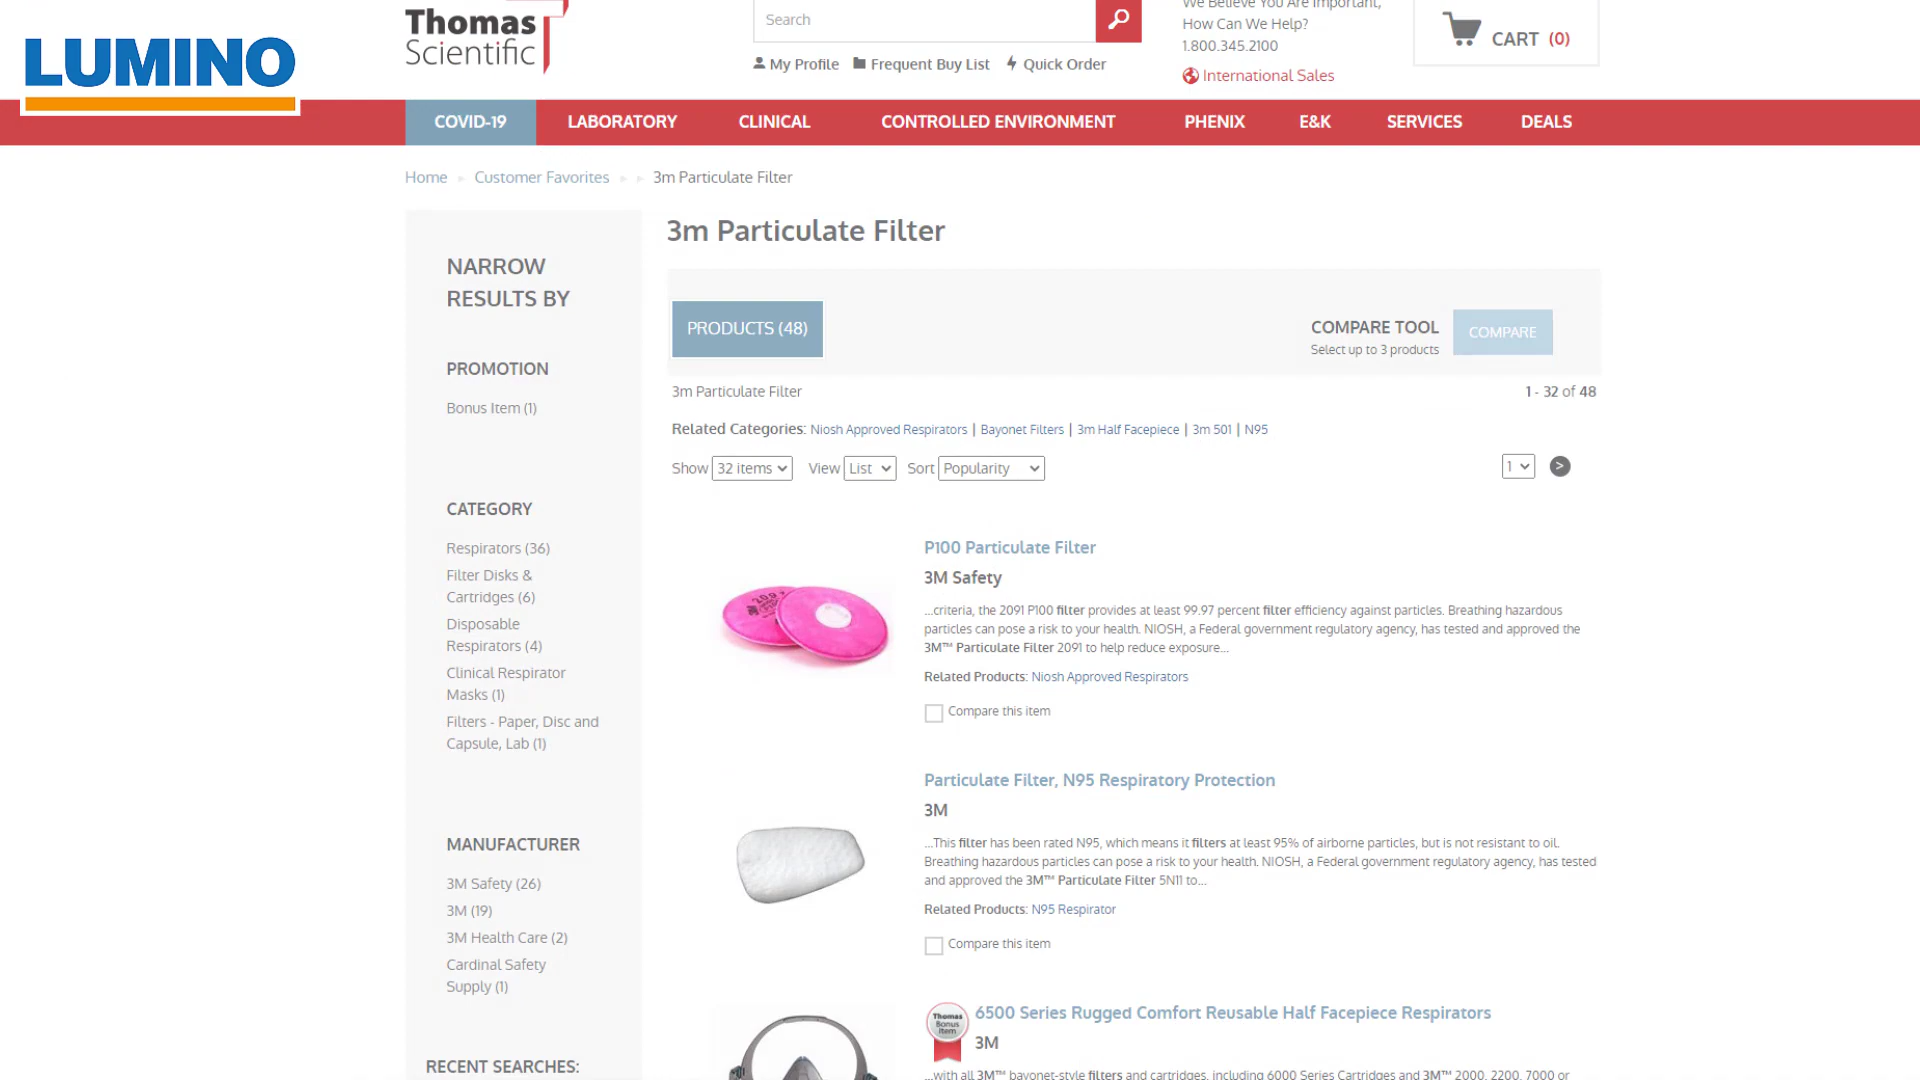 LUMINO
Thomas
Scientific
Search
My Profile
Frequent Buy List
Quick Order
We Believe You Are Important,
How Can We Help?
1.800.345.2100
International Sales
CART (0)
COVID-19
LABORATORY
CLINICAL
CONTROLLED ENVIRONMENT
PHENIX
E&K
SERVICES
DEALS
Home
Customer Favorites
3m Particulate Filter
NARROW
RESULTS BY
PROMOTION
Bonus Item (1)
CATEGORY
Respirators (36)
Filter Disks &
Cartridges (6)
Disposable
Respirators (4)
Clinical Respirator
Masks (1)
Filters - Paper, Disc and
Capsule, Lab (1)
MANUFACTURER
3M Safety (26)
3M (19)
3M Health Care (2)
Cardinal Safety
Supply (1)
RECENT SEARCHES:
3m Particulate Filter
PRODUCTS (48)
COMPARE TOOL
Select up to 3 products
COMPARE
3m Particulate Filter
1 - 32 of 48
Related Categories: Niosh Approved Respirators | Bayonet Filters | 3m Half Facepiece | 3m 501 | N95
Show 32 items View List Sort Popularity
1 >
P100 Particulate Filter
3M Safety
...criteria, the 2091 P100 filter provides at least 99.97 percent filter efficiency against particles. Breathing hazardous
particles can pose a risk to your health. NIOSH, a Federal government regulatory agency, has tested and approved the
3M™ Particulate Filter 2091 to help reduce exposure...
Related Products: Niosh Approved Respirators
Compare this item
Particulate Filter, N95 Respiratory Protection
3M
...This filter has been rated N95, which means it filters at least 95% of airborne particles, but is not resistant to oil.
Breathing hazardous particles can pose a risk to your health. NIOSH, a Federal government regulatory agency, has tested
and approved the 3M™ Particulate Filter 5N11 to...
Related Products: N95 Respirator
Compare this item
Thomas
Bonus
Item
6500 Series Rugged Comfort Reusable Half Facepiece Respirators
3M
...with all 3M™ bayonet-style filters and cartridges, including 6000 Series Cartridges and 3M™ 2000, 2200, 7000 or